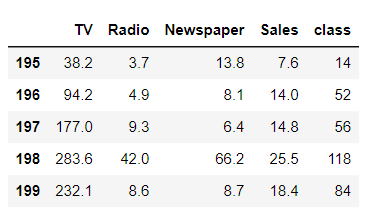 TV Radio Newspaper Sales class
195 38.2 3.7 13.8 7.6 14
196 94.2 4.9 8.1 14.0 52
197 177.0 9.3 6.4 14.8 56
198 283.6 42.0 66.2 25.5 118
199 232.1 8.6 8.7 18.4 84